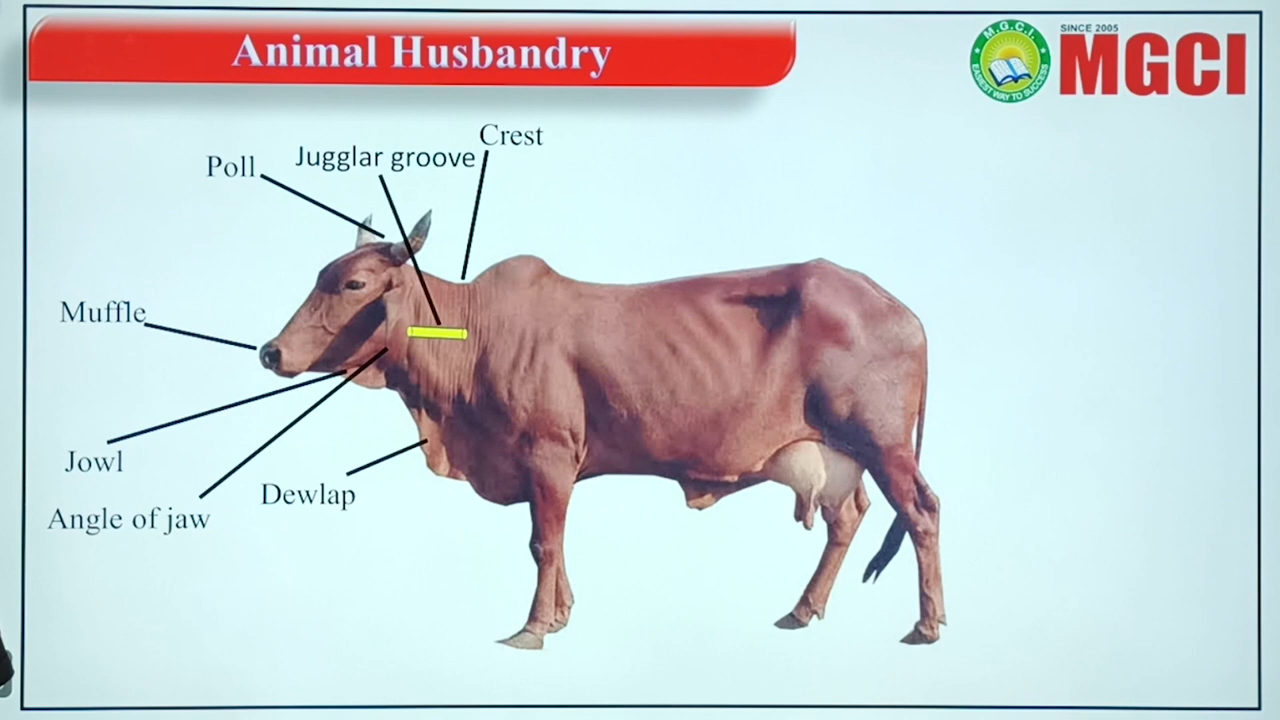 Animal Husbandry
M.G.C.I.
EASIEST WAY TO SUCCESS
SINCE 2005
MGCI
Crest
Jugglar groove
Poll
Muffle
Jowl
Dewlap
Angle of jaw